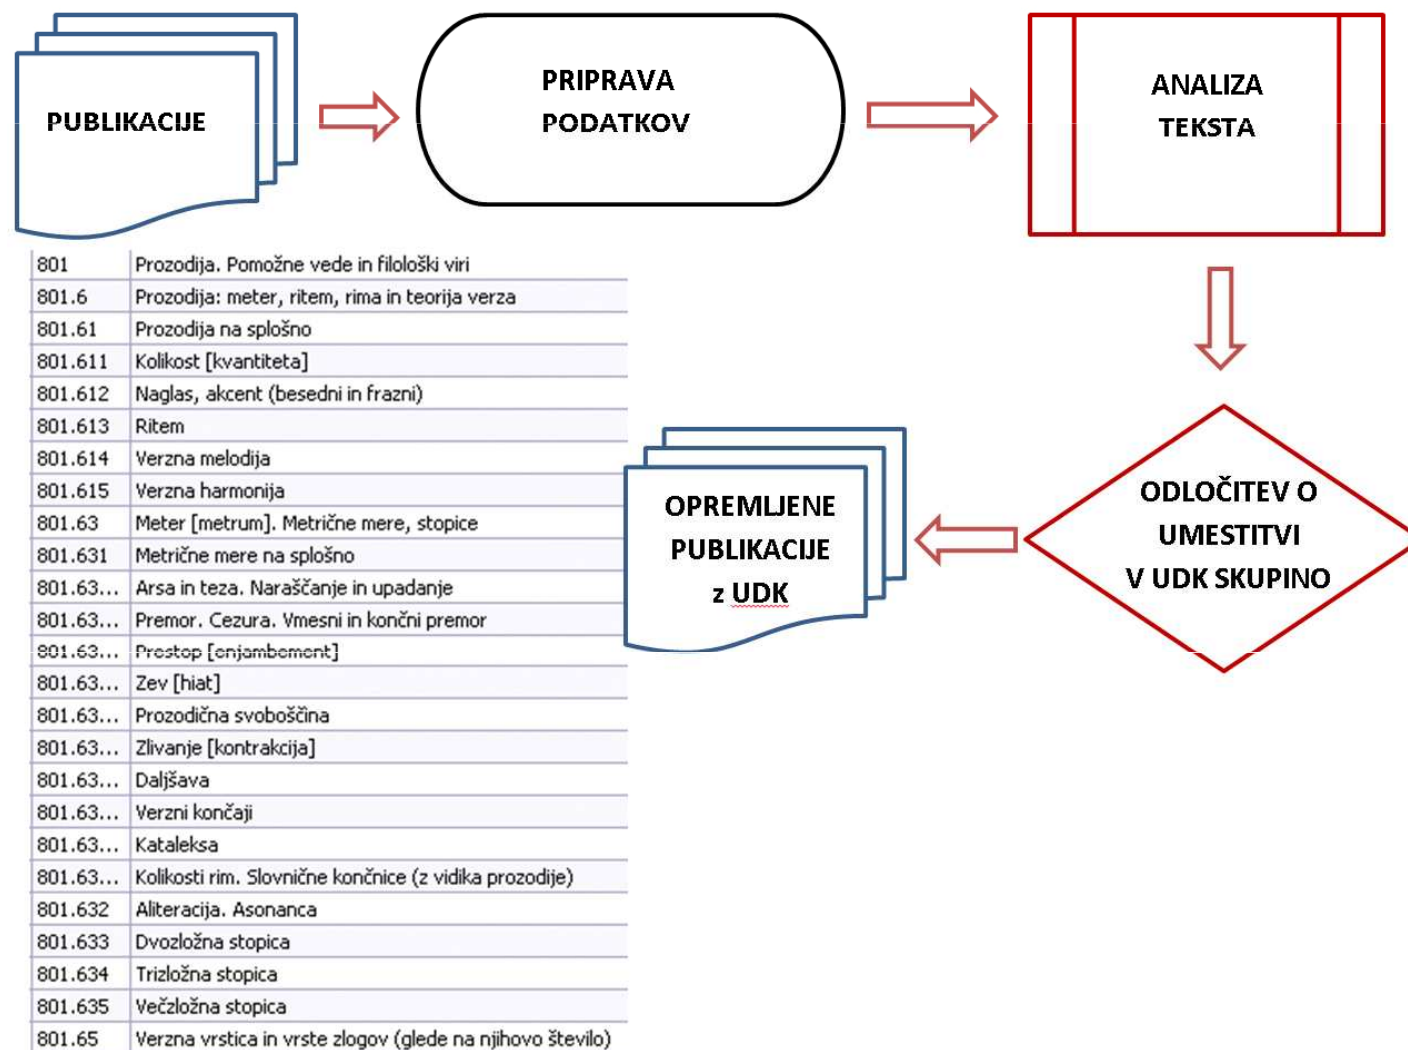 PUBLIKACIJE
PRIPRAVA
PODATKOV
ANALIZA
TEKSTA
ODLOČITEV O
UMESTITVI
V UDK SKUPINO
OPREMLJENE
PUBLIKACIJE
z UDK
801 Prozodija. Pomožne vede in filološki viri
801.6 Prozodija: meter, ritem, rima in teorija verza
801.61 Prozodija na splošno
801.611 Kolikost [kvantiteta]
801.612 Naglas, akcent (besedni in frazni)
801.613 Ritem
801.614 Verzna melodija
801.615 Verzna harmonija
801.63 Meter [metrum]. Metrične mere, stopice
801.631 Metrične mere na splošno
801.63... Arsa in teza. Naraščanje in upadanje
801.63... Premor. Cezura. Vmesni in končni premor
801.63... Prestop [enjambement]
801.63... Zev [hiat]
801.63... Prozodična svoboščina
801.63... Zlivanje [kontrakcija]
801.63... Daljšava
801.63... Verzni končaji
801.63... Kataleksa
801.63... Kolikosti rim. Slovnične končnice (z vidika prozodije)
801.632 Aliteracija. Asonanca
801.633 Dvozložna stopica
801.634 Trizložna stopica
801.635 Večzložna stopica
801.65 Verzna vrstica in vrste zlogov (glede na njihovo število)